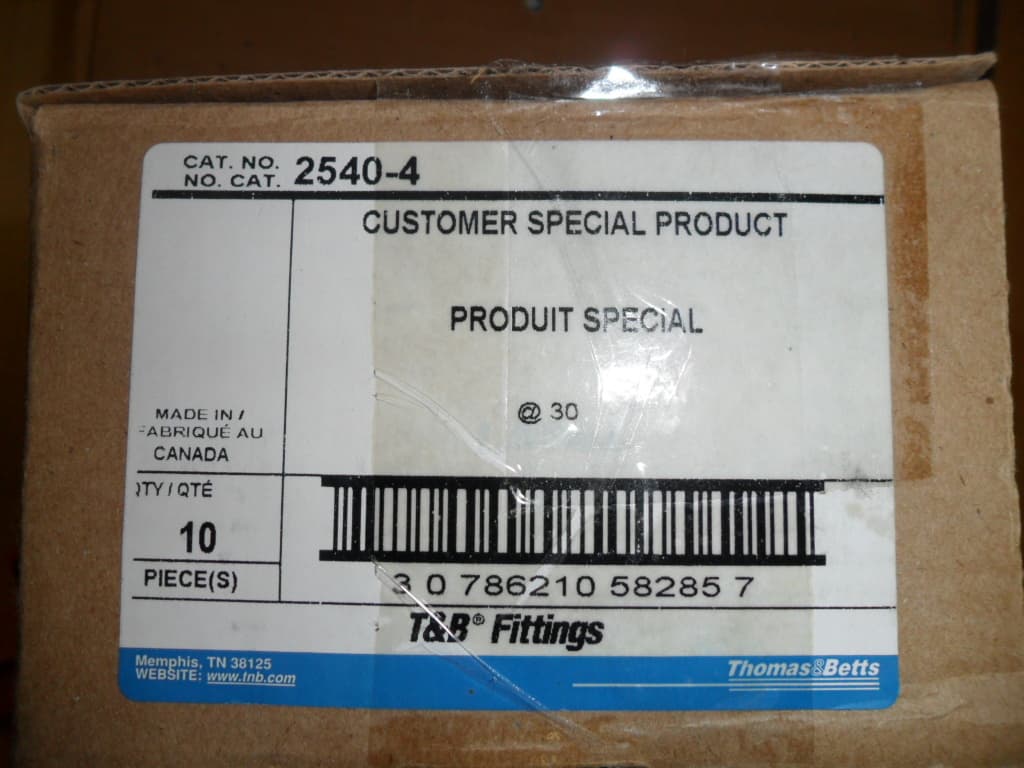 CAT. NO.
NO. CAT. 2540-4
CUSTOMER SPECIAL PRODUCT
PRODUIT SPECIAL
@ 30
MADE IN /
FABRIQUÉ AU
CANADA
QTY / QTÉ
10
PIECE(S)
3 0 786210 58285 7
T&B® Fittings
Memphis, TN 38125
WEBSITE: www.tnb.com
Thomas&Betts